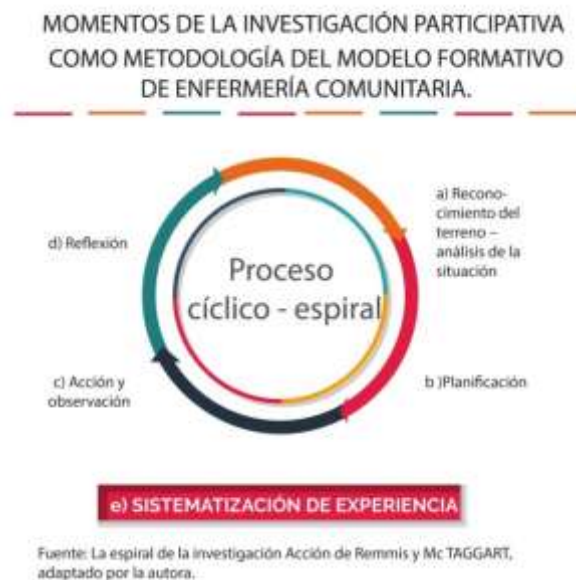 MOMENTOS DE LA INVESTIGACIÓN PARTICIPATIVA
COMO METODOLOGÍA DEL MODELO FORMATIVO
DE ENFERMERÍA COMUNITARIA.
a) Recono-
cimiento del
terreno –
análisis de la
situación
d) Reflexión
Proceso
cíclico - espiral
c) Acción y
observación
b )Planificación
e) SISTEMATIZACIÓN DE EXPERIENCIA
Fuente: La espiral de la investigación Acción de Remmis y Mc TAGGART,
adaptado por la autora.